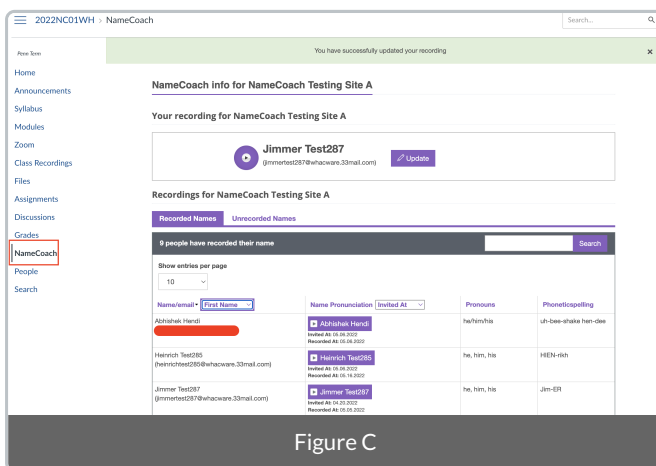 2022NC01WH > NameCoach
Search...
Penn Term
You have successfully updated your recording
×
Home
Announcements
Syllabus
Modules
Zoom
Class Recordings
Files
Assignments
Discussions
Grades
NameCoach
People
Search
NameCoach info for NameCoach Testing Site A
Your recording for NameCoach Testing Site A
Jimmer Test287
(jimmertest287@whacware.33mail.com)
Update
Recordings for NameCoach Testing Site A
Recorded Names Unrecorded Names
9 people have recorded their name
Search
Show entries per page
10
Name/email First Name Name Pronunciation Invited At Pronouns Phoneticspelling
Abhishek Hendi Abhishek Hendi he/him/his uh-bee-shake hen-dee
Invited At: 05.06.2022
Recorded At: 05.06.2022
Heinrich Test285 Heinrich Test285 he, him, his HIEN-rikh
(heinrichtest285@whacware.33mail.com) Invited At: 05.06.2022
Recorded At: 05.16.2022
Jimmer Test287 Jimmer Test287 he, him, his Jim-ER
(jimmertest287@whacware.33mail.com) Invited At: 04.20.2022
Recorded At: 05.05.2022
Figure C